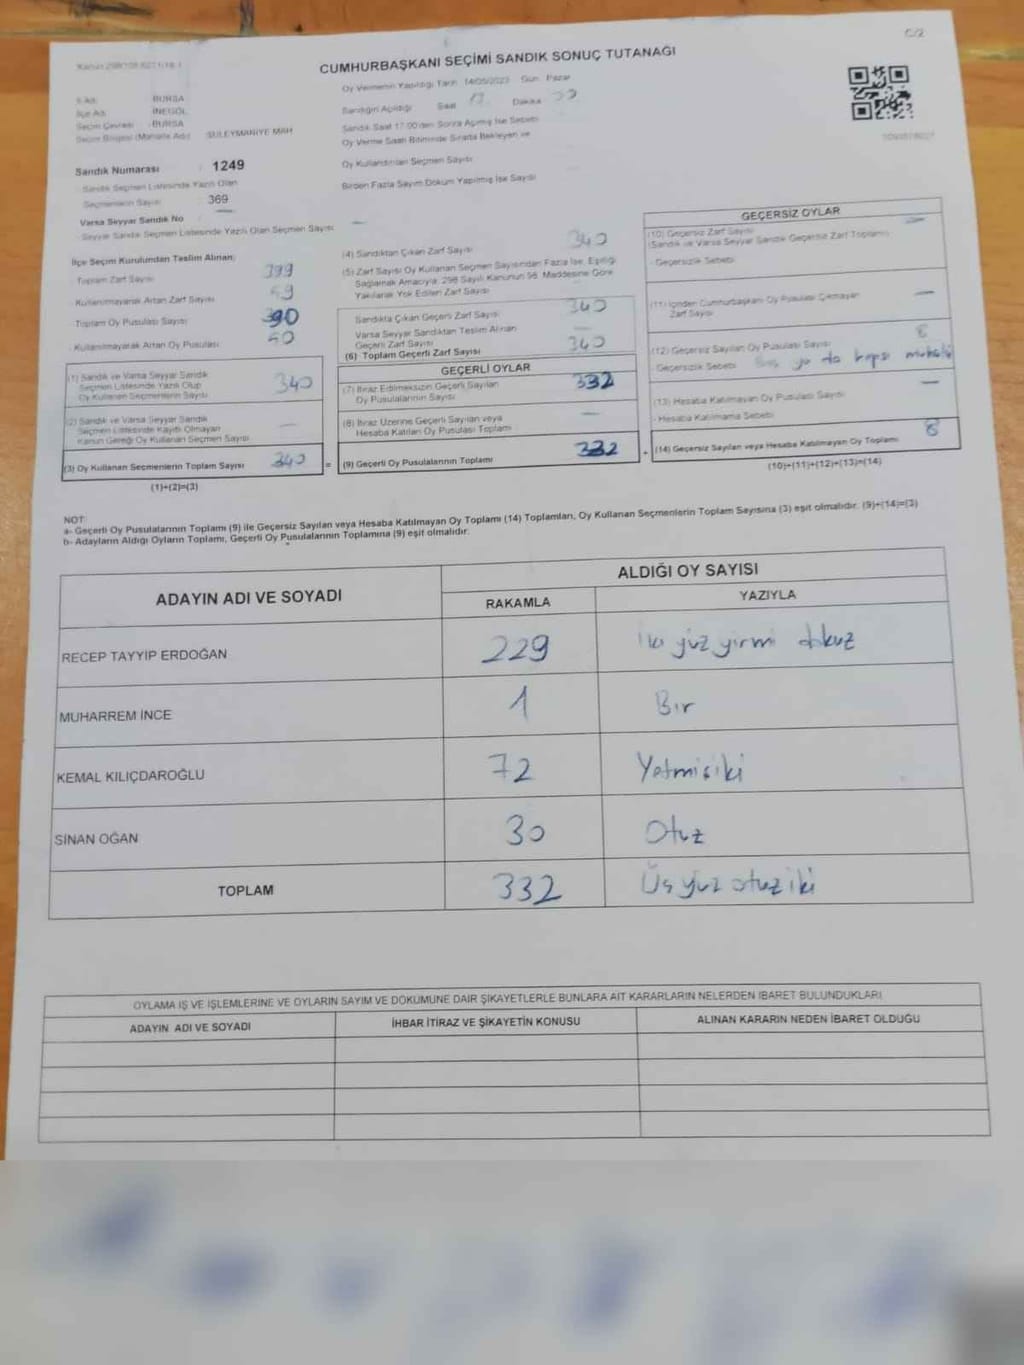 C/2
CUMHURBAŞKANI SEÇİMİ SANDIK SONUÇ TUTANAĞI
Oy Vermenin Yapıldığı Tarih 14/05/2023 Gün Pazar
Sandığın Açıldığı Saat 17 Dakika
Sandık Saat 17:00'den Sonra Açılmış İse Sebebi
Oy Verme Saati Bitiminde Sırada Bekleyen ve
Oy Kullandırılan Seçmen Sayısı
Birden Fazla Sayım Döküm Yapılmış İse Sayısı
İl Adı BURSA
İlçe Adı İNEGÖL
Seçim Çevresi BURSA
Seçim Bölgesi (Mahalle Adı) SÜLEYMANİYE MAH
Sandık Numarası : 1249
Sandık Seçmen Listesinde Yazılı Olan
Seçmenlerin Sayısı : 369
Varsa Seyyar Sandık No —
- Seyyar Sandık Seçmen Listesinde Yazılı Olan Seçmen Sayısı —
İlçe Seçim Kurulundan Teslim Alınan;
Toplam Zarf Sayısı 399
- Kullanılmayarak Artan Zarf Sayısı 59
Toplam Oy Pusulası Sayısı 390
- Kullanılmayarak Artan Oy Pusulası 50
(1) Sandık ve Varsa Seyyar Sandık
Seçmen Listesinde Yazılı Olup
Oy Kullanan Seçmenlerin Sayısı 340
(2) Sandık ve Varsa Seyyar Sandık
Seçmen Listesinde Kayıtlı Olmayan
Kanun Gereği Oy Kullanan Seçmen Sayısı —
(3) Oy Kullanan Seçmenlerin Toplam Sayısı 340
(1)+(2)=(3)
(4) Sandıktan Çıkan Zarf Sayısı 340
(5) Zarf Sayısı Oy Kullanan Seçmen Sayısından Fazla İse, Eşitliği
Sağlamak Amacıyla, 298 Sayılı Kanunun 98. Maddesine Göre
Yakılarak Yok Edilen Zarf Sayısı
Sandıkta Çıkan Geçerli Zarf Sayısı 340
Varsa Seyyar Sandıktan Teslim Alınan
Geçerli Zarf Sayısı —
(6) Toplam Geçerli Zarf Sayısı 340
=
GEÇERLİ OYLAR
(7) İtiraz Edilmeksizin Geçerli Sayılan
Oy Pusulalarının Sayısı 332
(8) İtiraz Üzerine Geçerli Sayılan veya
Hesaba Katılan Oy Pusulası Toplamı —
(9) Geçerli Oy Pusulalarının Toplamı 332
+
GEÇERSİZ OYLAR
(10) Geçersiz Zarf Sayısı —
(Sandık ve Varsa Seyyar Sandık Geçersiz Zarf Toplamı)
- Geçersizlik Sebebi
(11) İçinden Cumhurbaşkanı Oy Pusulası Çıkmayan
Zarf Sayısı —
(12) Geçersiz Sayılan Oy Pusulası Sayısı 8
- Geçersizlik Sebebi Boş ya da hepsi
(13) Hesaba Katılmayan Oy Pusulası Sayısı —
- Hesaba Katılmama Sebebi
(14) Geçersiz Sayılan veya Hesaba Katılmayan Oy Toplamı 8
(10)+(11)+(12)+(13)=(14)
NOT:
a- Geçerli Oy Pusulalarının Toplamı (9) ile Geçersiz Sayılan veya Hesaba Katılmayan Oy Toplamı (14) Toplamları, Oy Kullanan Seçmenlerin Toplam Sayısına (3) eşit olmalıdır. (9)+(14)=(3)
b- Adayların Aldığı Oyların Toplamı, Geçerli Oy Pusulalarının Toplamına (9) eşit olmalıdır.
ADAYIN ADI VE SOYADI
ALDIĞI OY SAYISI
RAKAMLA YAZIYLA
RECEP TAYYİP ERDOĞAN 229 İki yüz yirmi dokuz
MUHARREM İNCE 1 Bir
KEMAL KILIÇDAROĞLU 72 Yetmişiki
SİNAN OĞAN 30 Otuz
TOPLAM 332 Üçyüz otuz iki
OYLAMA İŞ VE İŞLEMLERİNE VE OYLARIN SAYIM VE DÖKÜMÜNE DAİR ŞİKAYETLERLE BUNLARA AİT KARARLARIN NELERDEN İBARET BULUNDUKLARI
ADAYIN ADI VE SOYADI İHBAR İTİRAZ VE ŞİKAYETİN KONUSU ALINAN KARARIN NEDEN İBARET OLDUĞU